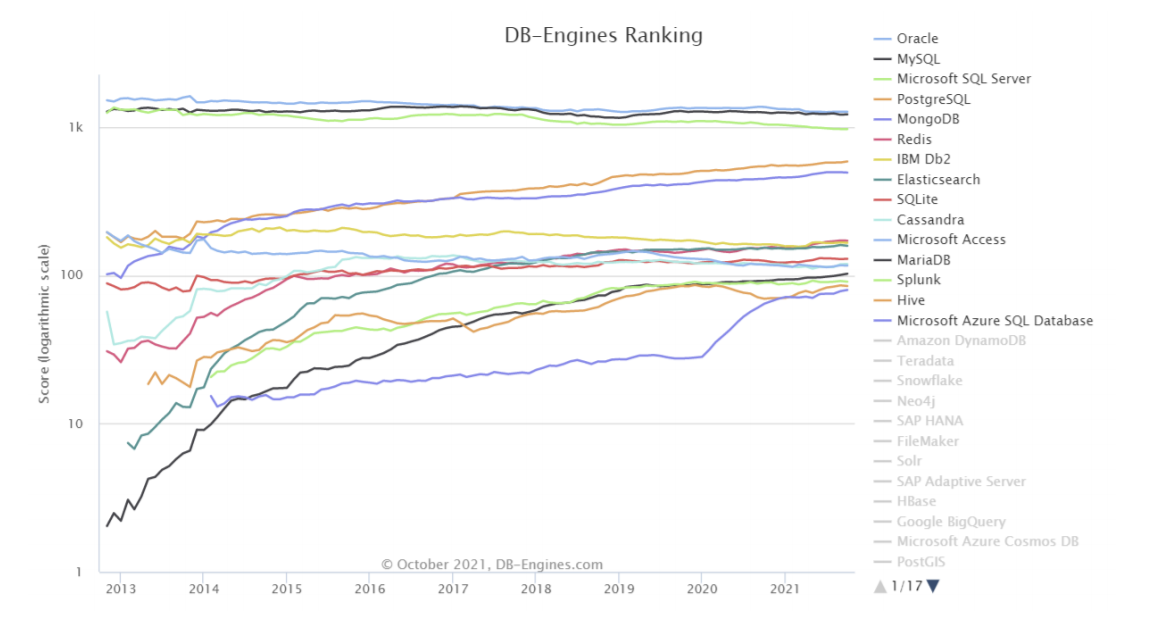 DB-Engines Ranking
Score (logarithmic scale)
1k
100
10
1
2013 2014 2015 2016 2017 2018 2019 2020 2021
© October 2021, DB-Engines.com
Oracle
MySQL
Microsoft SQL Server
PostgreSQL
MongoDB
Redis
IBM Db2
Elasticsearch
SQLite
Cassandra
Microsoft Access
MariaDB
Splunk
Hive
Microsoft Azure SQL Database
Amazon DynamoDB
Teradata
Snowflake
Neo4j
SAP HANA
FileMaker
Solr
SAP Adaptive Server
HBase
Google BigQuery
Microsoft Azure Cosmos DB
PostGIS
1/17